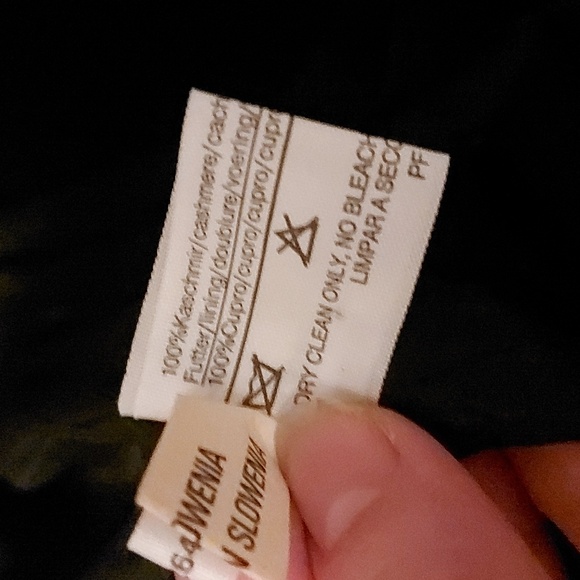 100%Kaschmir/cashmere/cach
Futter/lining/doublure/voering/
100%Cupro/cupro/cupro/cupr
DRY CLEAN ONLY, NO BLEACH
LIMPAR A SECO
PF
JWENIA
V SLOWENIA